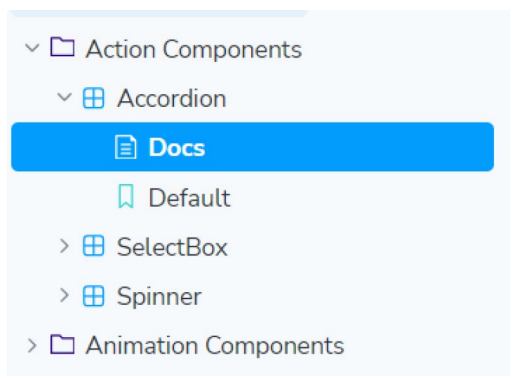 Action Components
Accordion
Docs
Default
SelectBox
Spinner
Animation Components